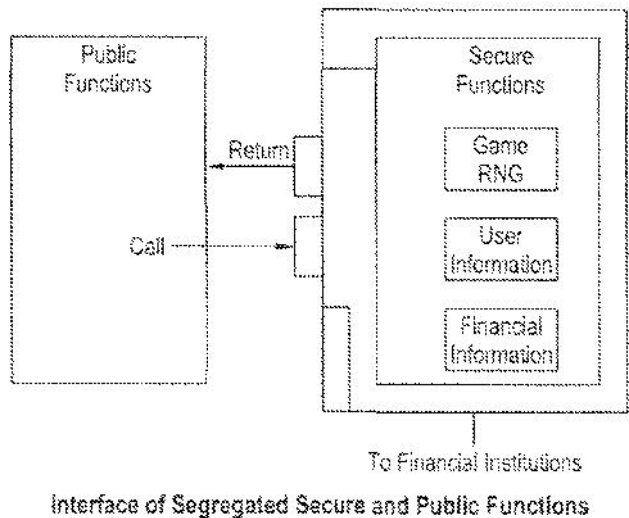 Public
Functions
Secure
Functions
Return
Call
Game
RNG
User
Information
Financial
Information
To Financial Institutions
Interface of Segregated Secure and Public Functions